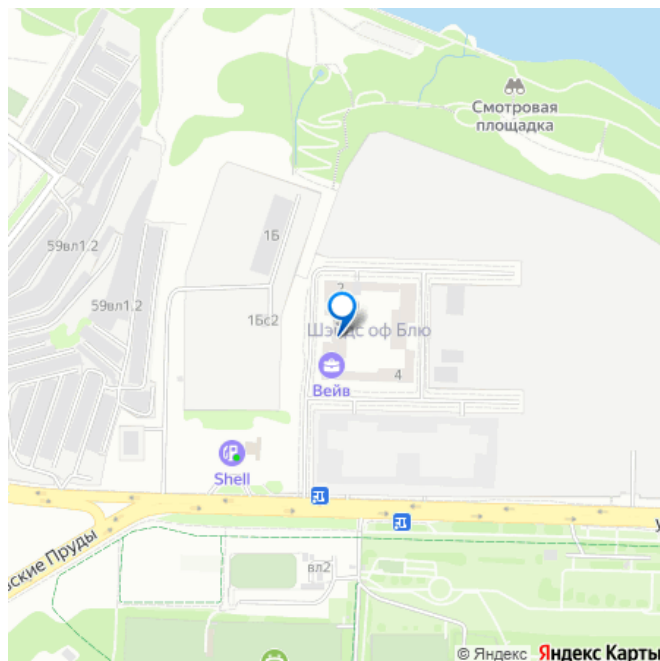 Смотровая
площадка
1Б
59вл1.2
2
59вл1.2
1Бс2
Шэйдс оф Блю
4
Вейв
Shell
у
вские Пруды
вл2
© Яндекс Яндекс Карты